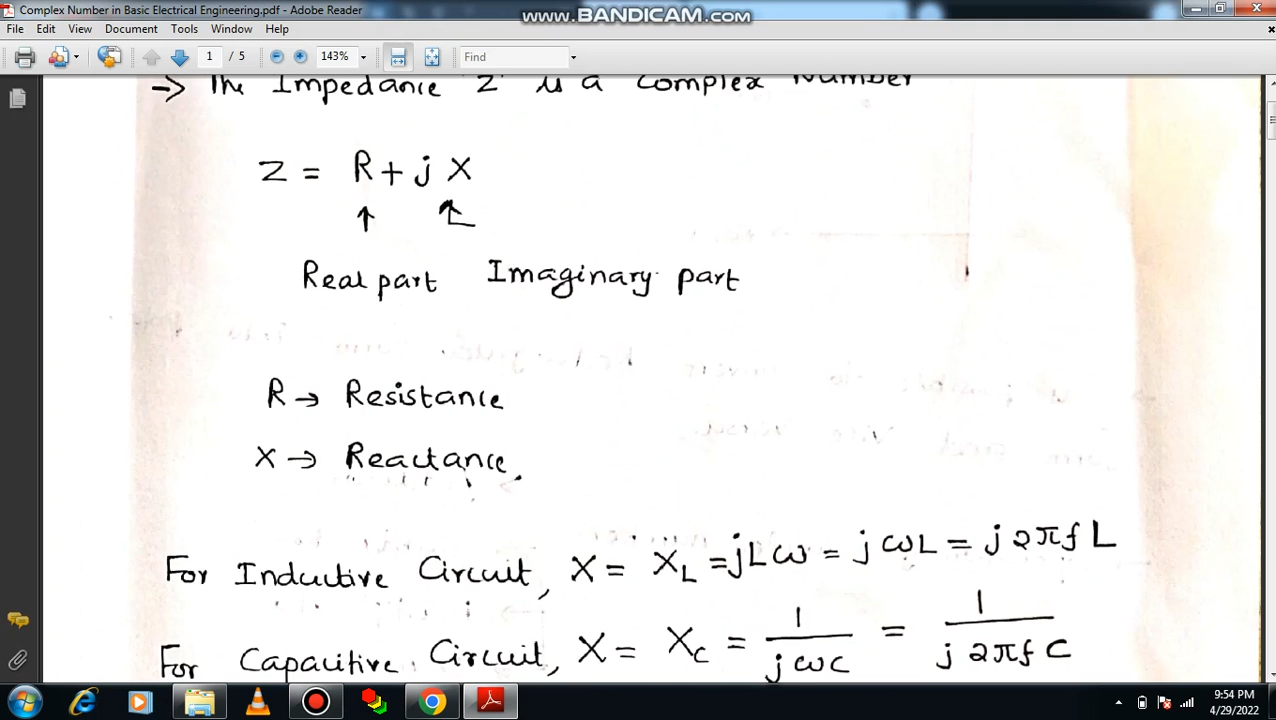 Complex Number in Basic Electrical Engineering.pdf - Adobe Reader
www.BANDICAM.com
File Edit View Document Tools Window Help
1 / 5 143% Find
→ The Impedance 'Z' is a Complex Number
Z = R + j X
↑ ↑
Real part Imaginary part
R → Resistance
X → Reactance
For Inductive Circuit, X = X_L = jLω = jωL = j2πfL
For Capacitive Circuit, X = X_C = 1/jωC = 1/j2πfC
9:54 PM
4/29/2022